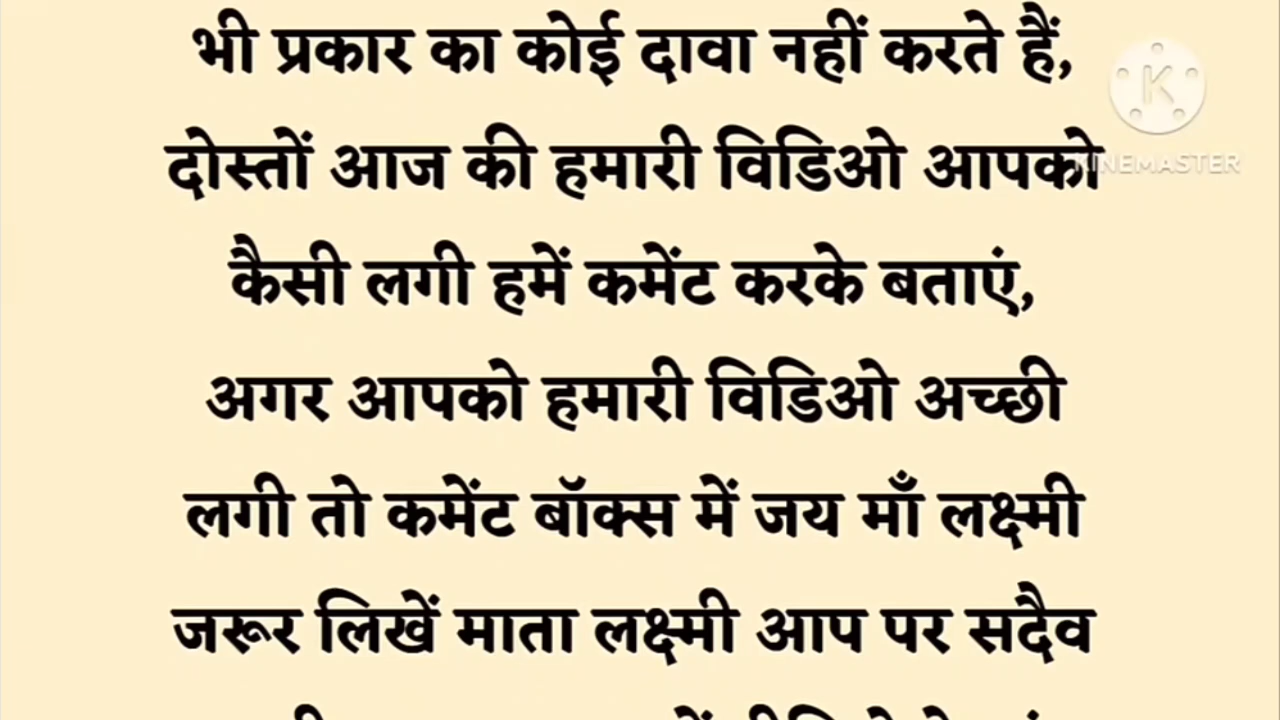 भी प्रकार का कोई दावा नहीं करते हैं,
दोस्तों आज की हमारी विडिओ आपको
कैसी लगी हमें कमेंट करके बताएं,
अगर आपको हमारी विडिओ अच्छी
लगी तो कमेंट बॉक्स में जय माँ लक्ष्मी
जरूर लिखें माता लक्ष्मी आप पर सदैव
K
KINEMASTER